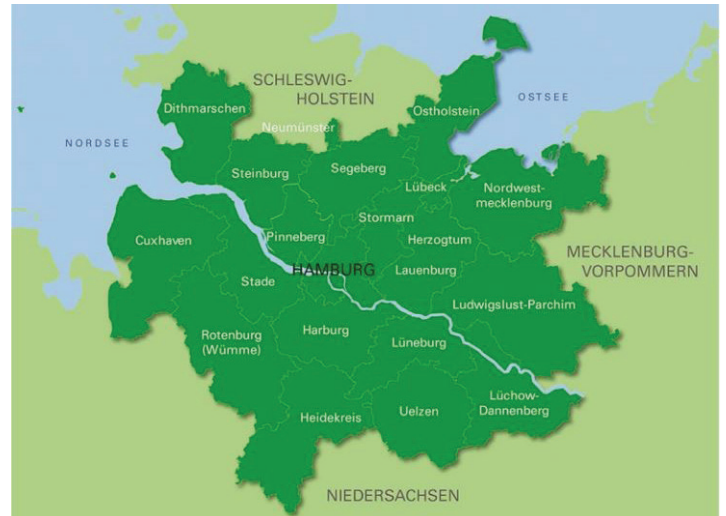 SCHLESWIG-
HOLSTEIN
Dithmarschen
Ostholstein
OSTSEE
Neumünster
NORDSEE
Steinburg
Segeberg
Lübeck
Nordwest-
mecklenburg
Stormarn
Cuxhaven
Pinneberg
Herzogtum
Lauenburg
MECKLENBURG-
VORPOMMERN
HAMBURG
Stade
Ludwigslust-Parchim
Rotenburg
(Wümme)
Harburg
Lüneburg
Lüchow-
Dannenberg
Heidekreis
Uelzen
NIEDERSACHSEN